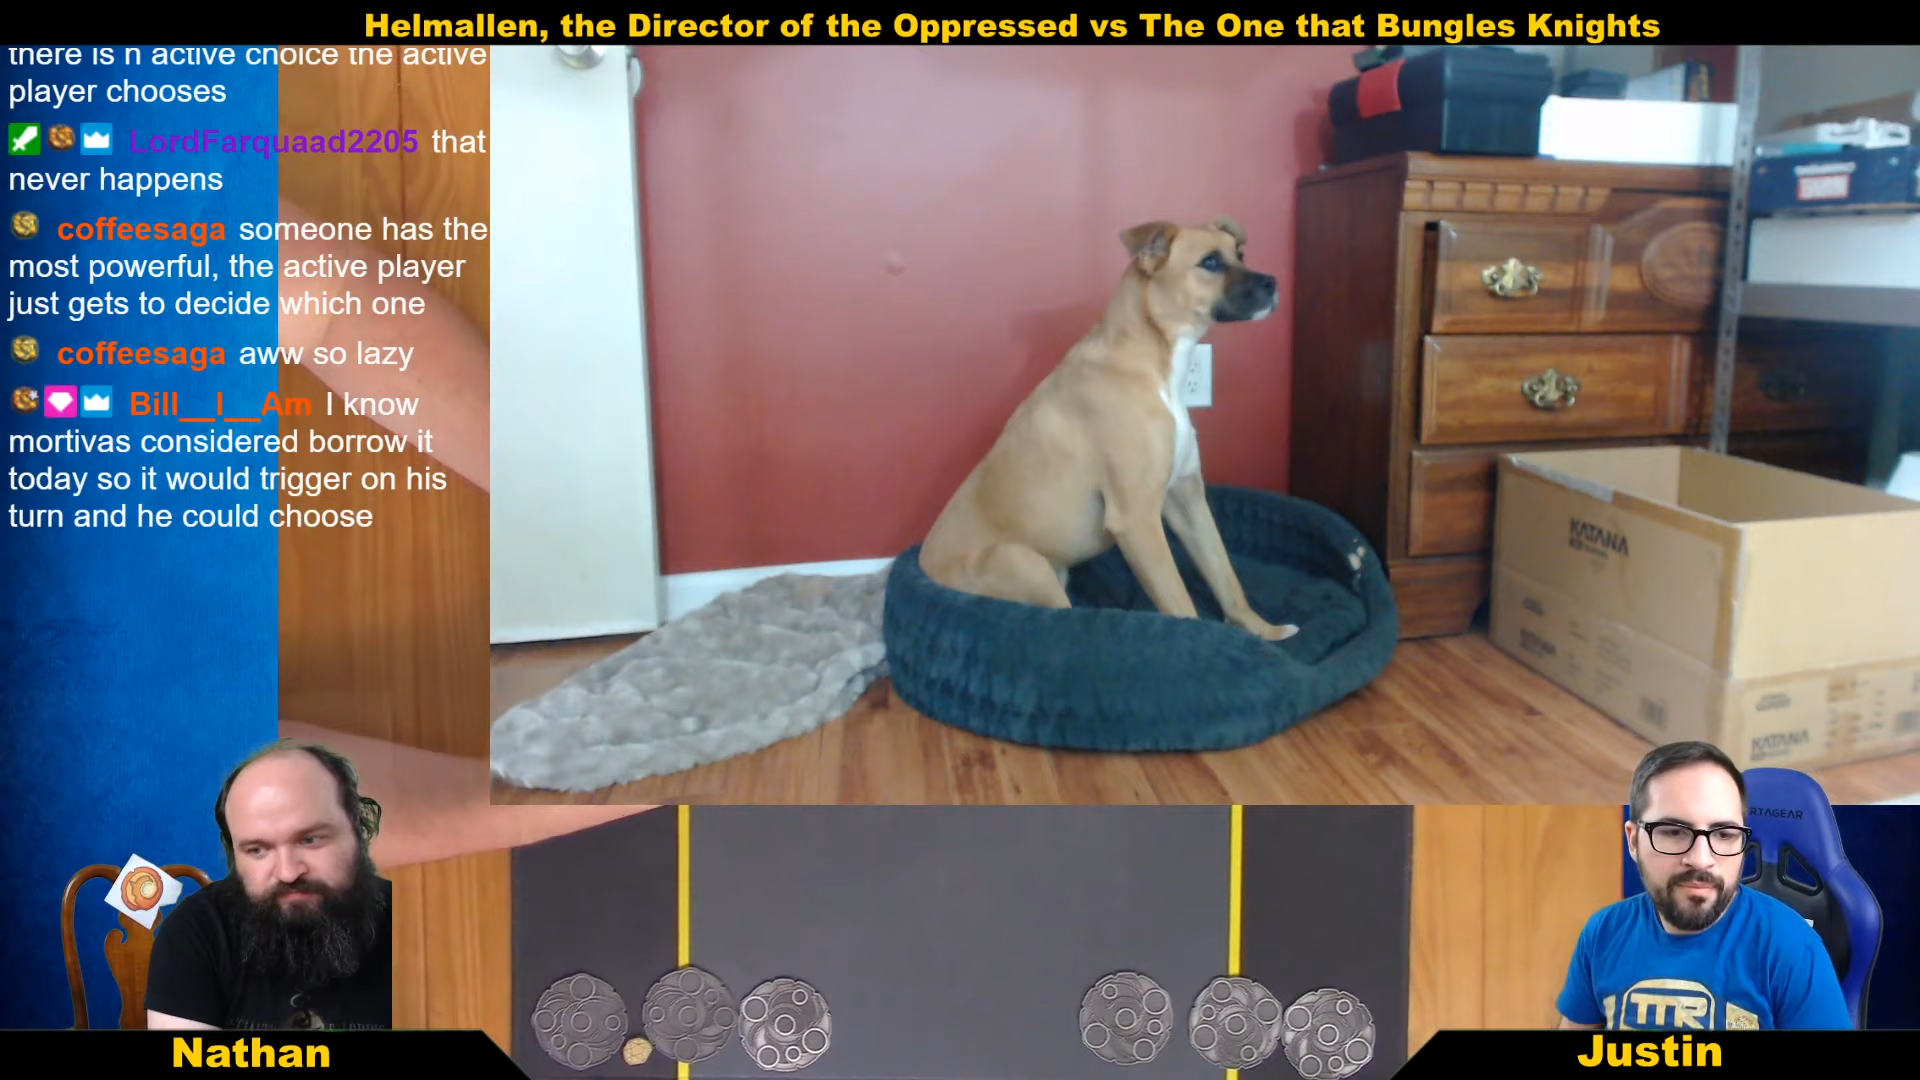 Helmallen, the Director of the Oppressed vs The One that Bungles Knights
there is n active choice the active
player chooses
LordFarquaad2205 that
never happens
coffeesaga someone has the
most powerful, the active player
just gets to decide which one
coffeesaga aww so lazy
Bill__I__Am I know
mortivas considered borrow it
today so it would trigger on his
turn and he could choose
KATANA
KATANA
RTAGEAR
TTR
Nathan
Justin